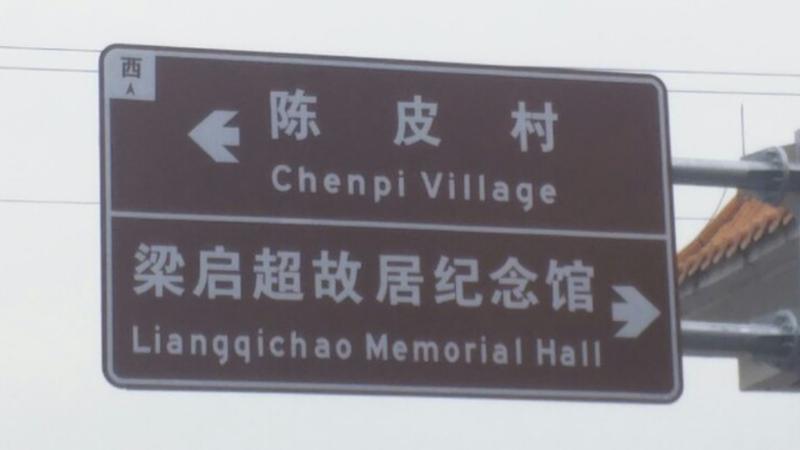 西
陈皮村
Chenpi Village
梁启超故居纪念馆
Liangqichao Memorial Hall